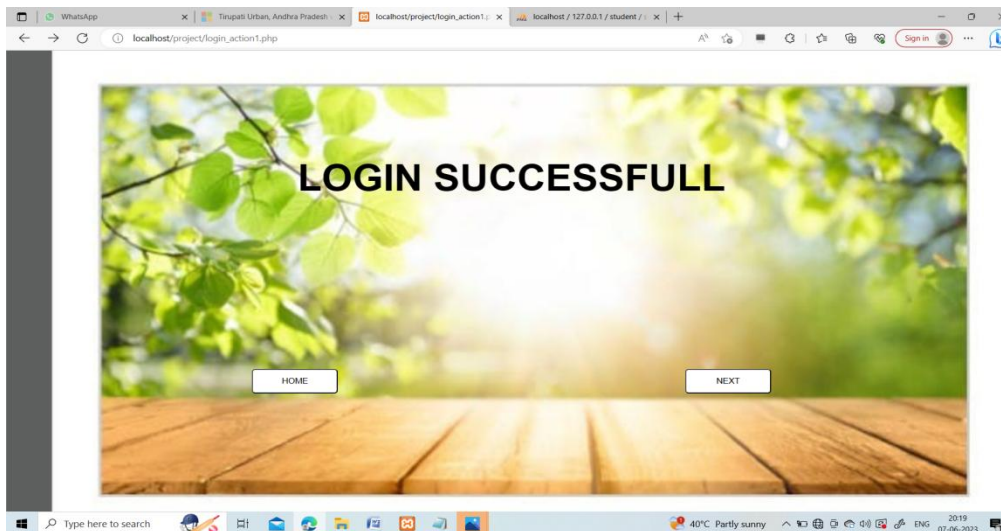 WhatsApp
Tirupati Urban, Andhra Pradesh
localhost/project/login_action1.p
localhost / 127.0.0.1 / student /
localhost/project/login_action1.php
Sign in
LOGIN SUCCESSFULL
HOME
NEXT
Type here to search
40°C Partly sunny
ENG
20:19
07-06-2023